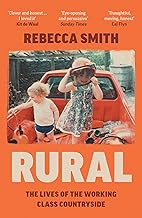 'Clever and honest ...
I loved it'
Kit de Waal
'Eye-opening
and persuasive'
Sunday Times
'Thoughtful,
moving, honest'
Cal Flyn
REBECCA SMITH
RURAL
THE LIVES OF THE WORKING
CLASS COUNTRYSIDE